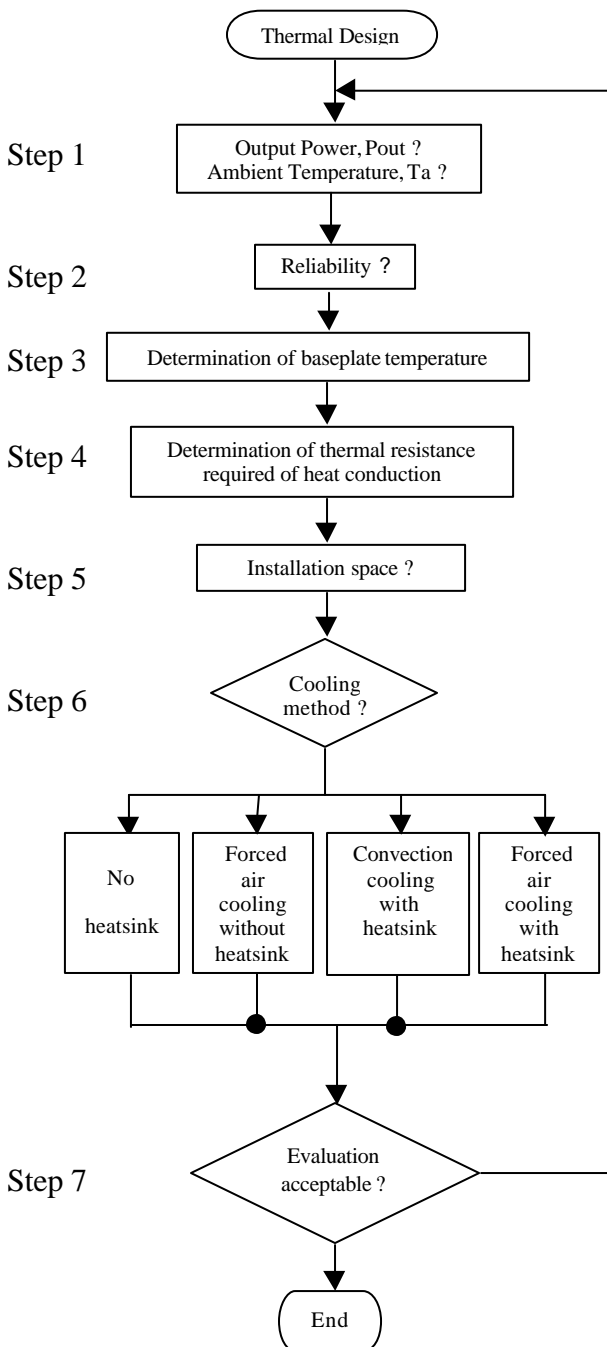 Thermal Design
Step 1
Output Power, Pout ?
Ambient Temperature, Ta ?
Step 2
Reliability ?
Step 3
Determination of baseplate temperature
Step 4
Determination of thermal resistance
required of heat conduction
Step 5
Installation space ?
Step 6
Cooling
method ?
No
heatsink
Forced
air
cooling
without
heatsink
Convection
cooling
with
heatsink
Forced
air
cooling
with
heatsink
Step 7
Evaluation
acceptable ?
End